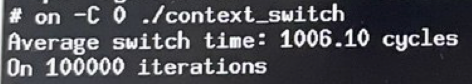 # on -C 0 ./context_switch
Average switch time: 1006.10 cycles
On 100000 iterations